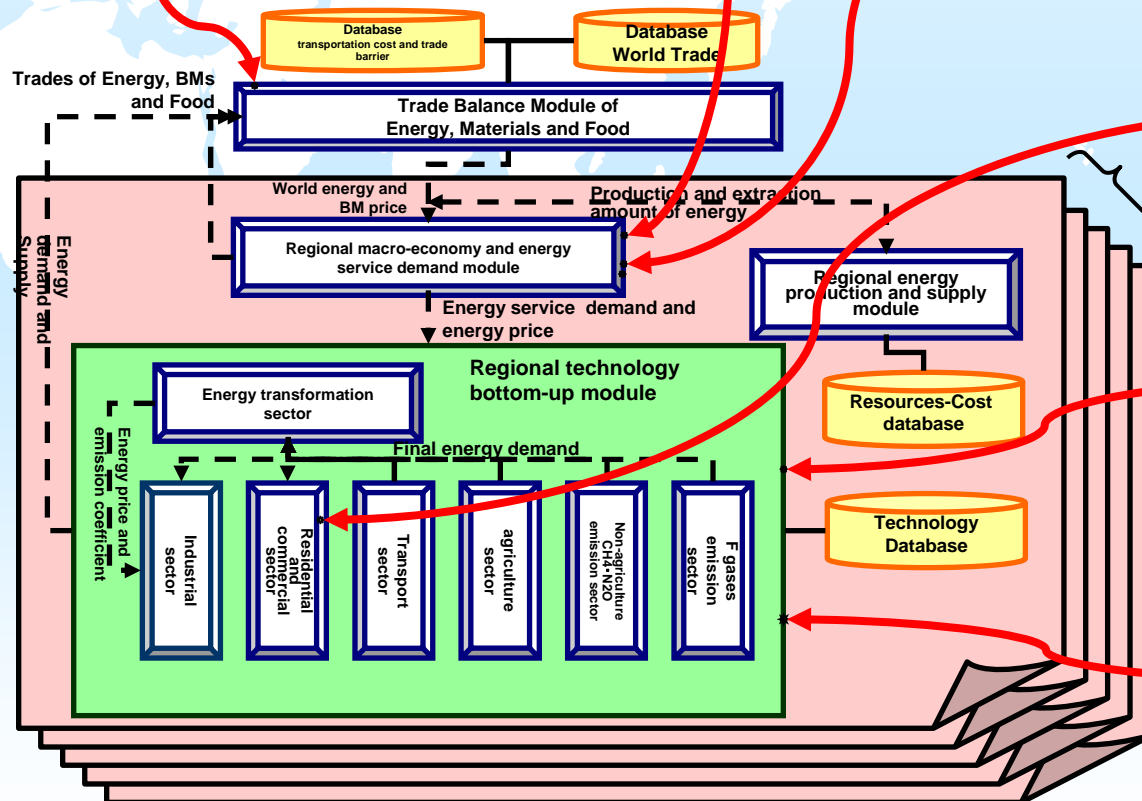 Database
transportation cost and trade
barrier
Database
World Trade
Trades of Energy, BMs
and Food
Trade Balance Module of
Energy, Materials and Food
World energy and
BM price
Production and extraction
amount of energy
Regional macro-economy and energy
service demand module
Regional energy
production and supply
module
Energy
demand and
Supply
Energy service demand and
energy price
Regional technology
bottom-up module
Energy transformation
sector
Resources-Cost
database
Final energy demand
Energy price and
emission coefficient
Industrial
sector
Residential
and
commercial
sector
Transport
sector
agriculture
sector
Non-agriculture
CH4・N2O
emission sector
F gases
emission
sector
Technology
Database